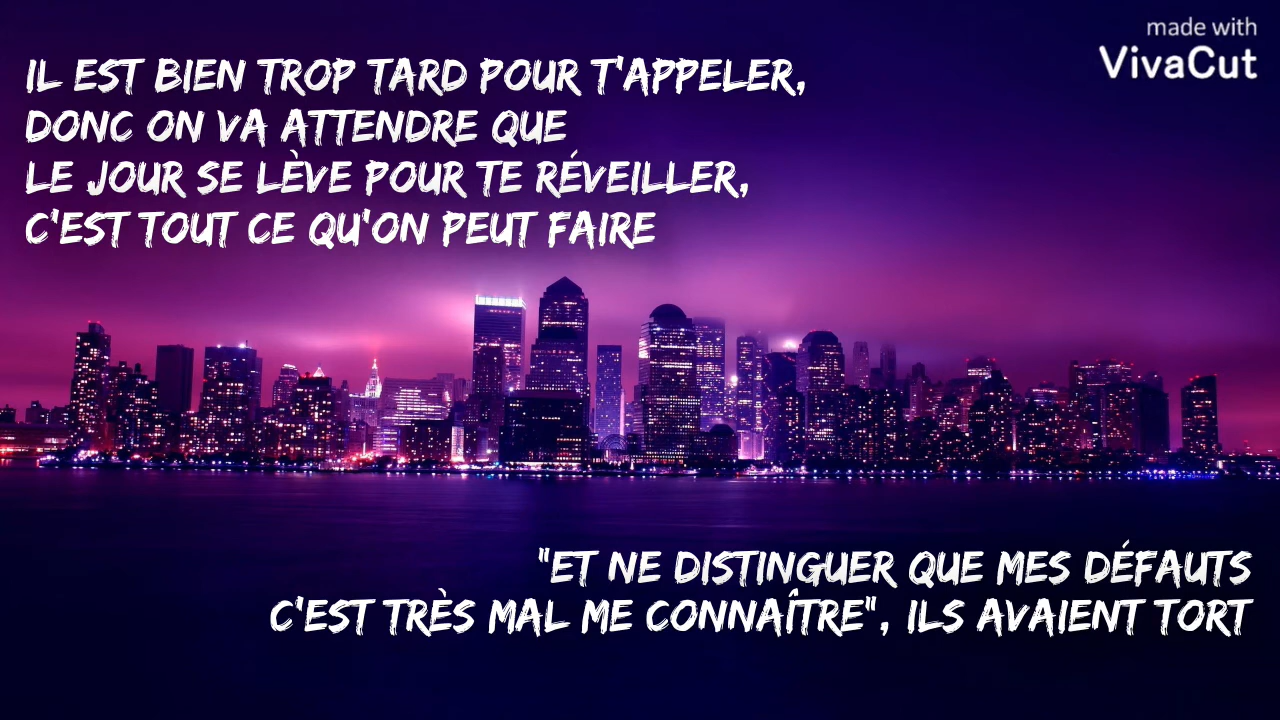 made with
VivaCut
IL EST BIEN TROP TARD POUR T'APPELER,
DONC ON VA ATTENDRE QUE
LE JOUR SE LÈVE POUR TE RÉVEILLER,
C'EST TOUT CE QU'ON PEUT FAIRE
"ET NE DISTINGUER QUE MES DÉFAUTS
C'EST TRÈS MAL ME CONNAÎTRE", ILS AVAIENT TORT